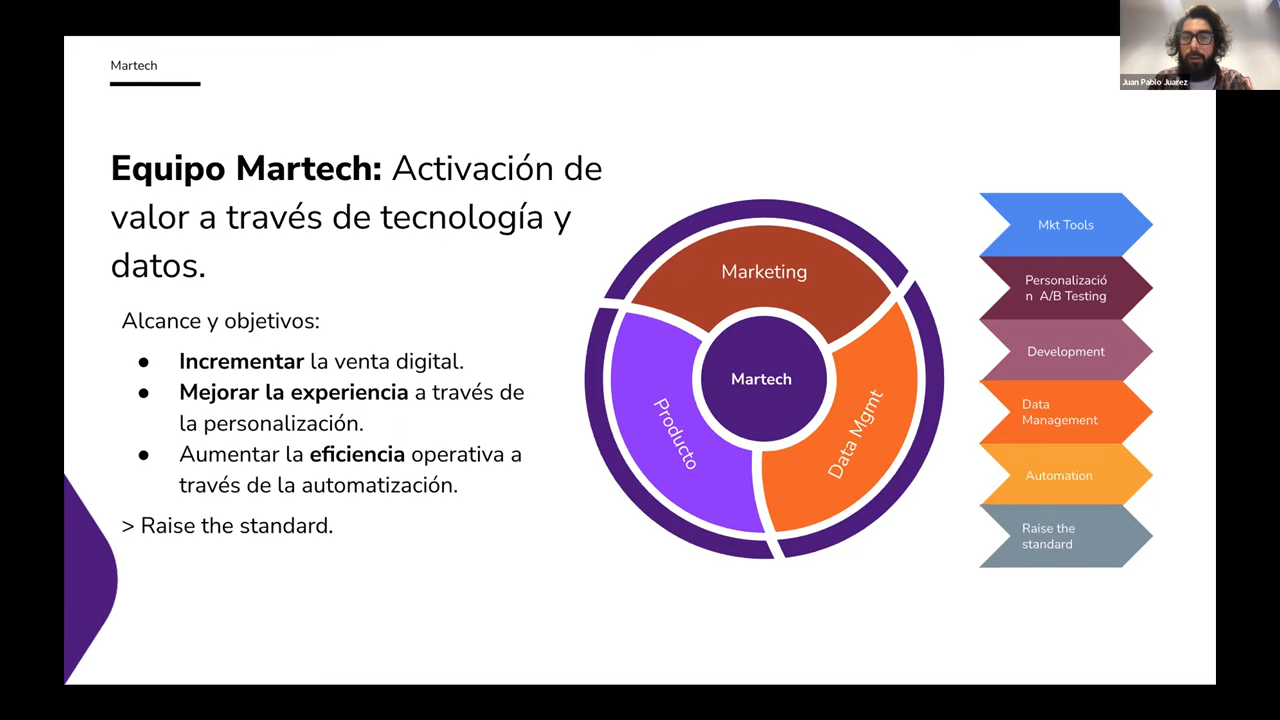 Martech
Juan Pablo Juarez
Equipo Martech: Activación de
valor a través de tecnología y
datos.
Alcance y objetivos:
● Incrementar la venta digital.
● Mejorar la experiencia a través de
la personalización.
● Aumentar la eficiencia operativa a
través de la automatización.
> Raise the standard.
Marketing
Martech
Producto
Data Mgmt
Mkt Tools
Personalizació
n A/B Testing
Development
Data
Management
Automation
Raise the
standard